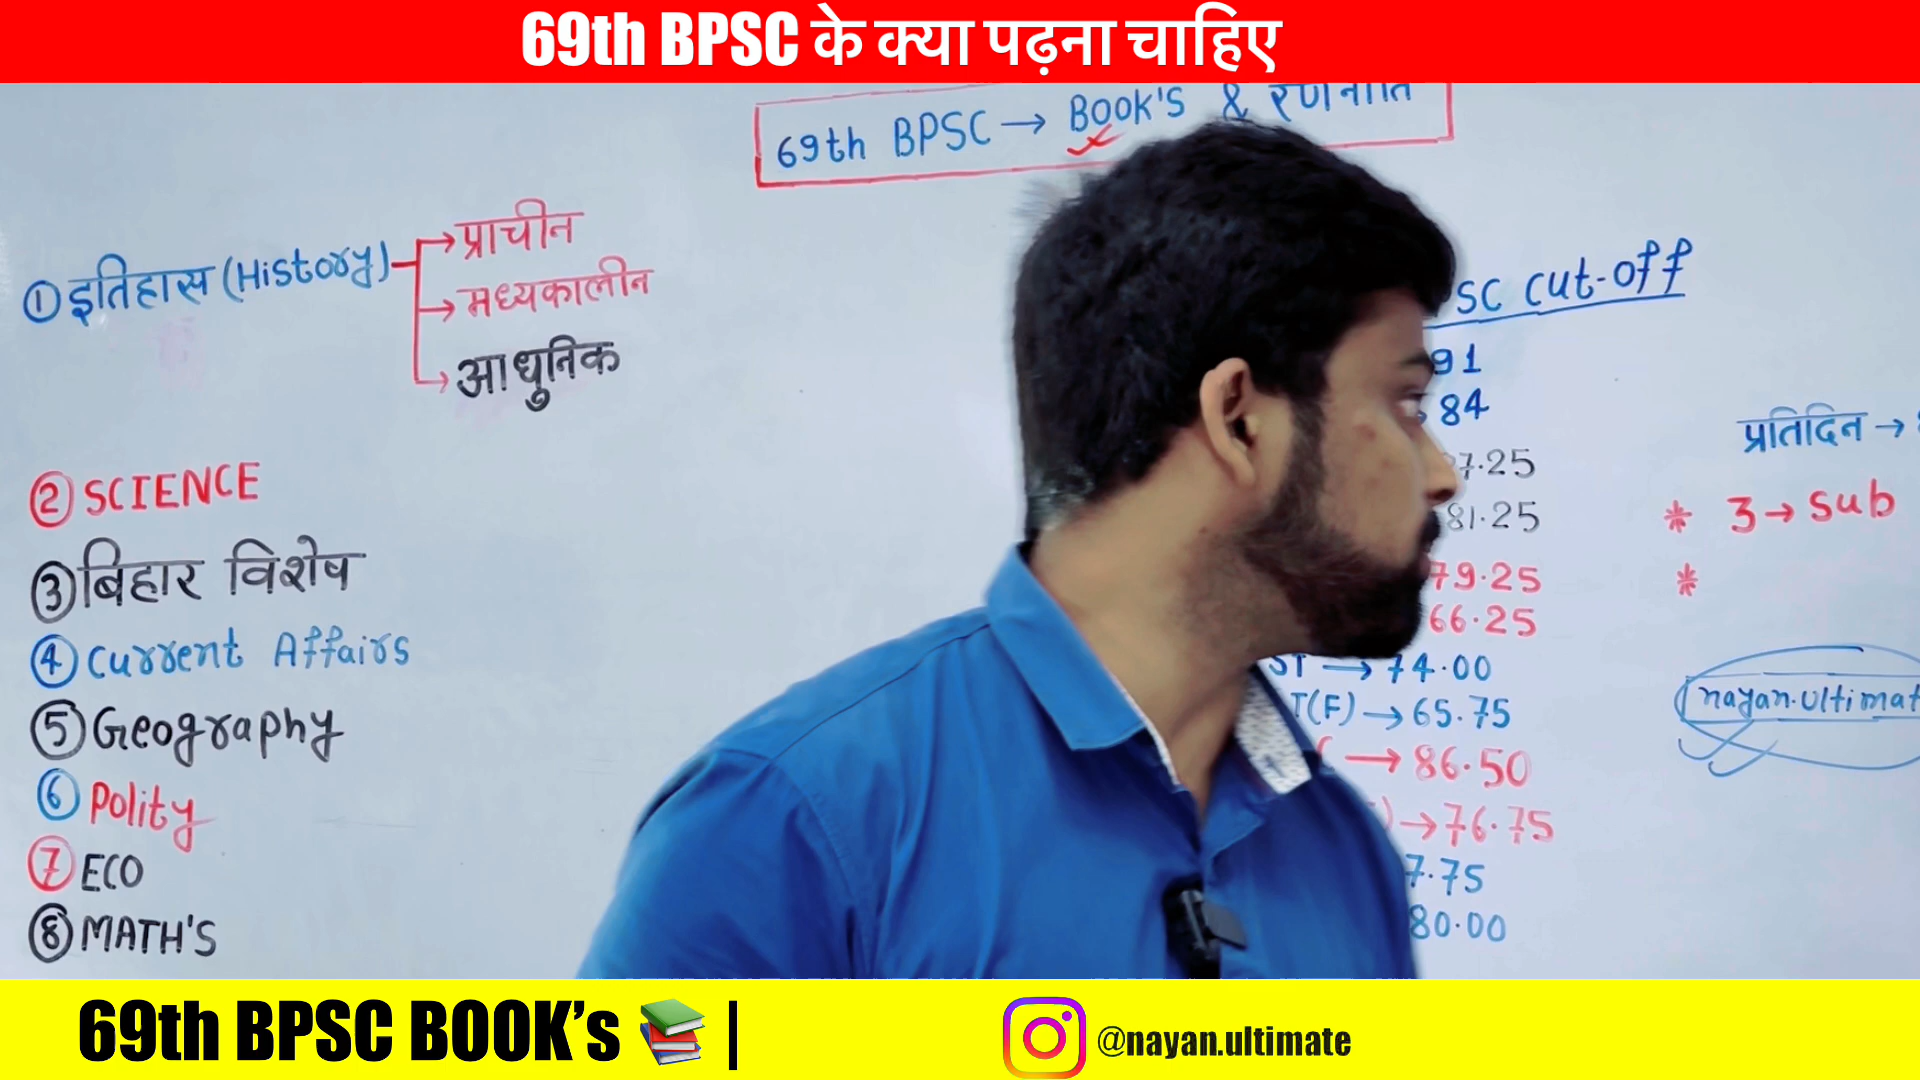 69th BPSC के क्या पढ़ना चाहिए
69th BPSC → Book's & रणनीति
① इतिहास (History)
→ प्राचीन
→ मध्यकालीन
→ आधुनिक
② SCIENCE
③ बिहार विशेष
④ Current Affairs
⑤ Geography
⑥ Polity
⑦ ECO
⑧ MATH'S
SC cut-off
91
84
7.25
81.25
79.25
66.25
ST → 74.00
T(F) → 65.75
→ 86.50
) → 76.75
7.75
80.00
प्रतिदिन →
* 3 → Sub
*
nayan.ultimat
69th BPSC BOOK’s 📚 |
@nayan.ultimate